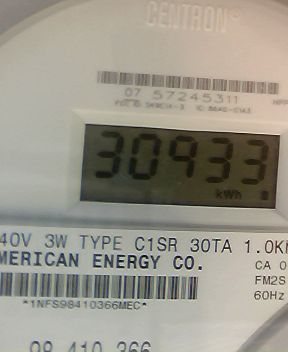 CENTRON®
07 57245311
30933
kWh
40V 3W TYPE C1SR 30TA 1.0K
MERICAN ENERGY CO.
CA 0
FM2S
60Hz
*1NFS98410366MEC*
98 410 366